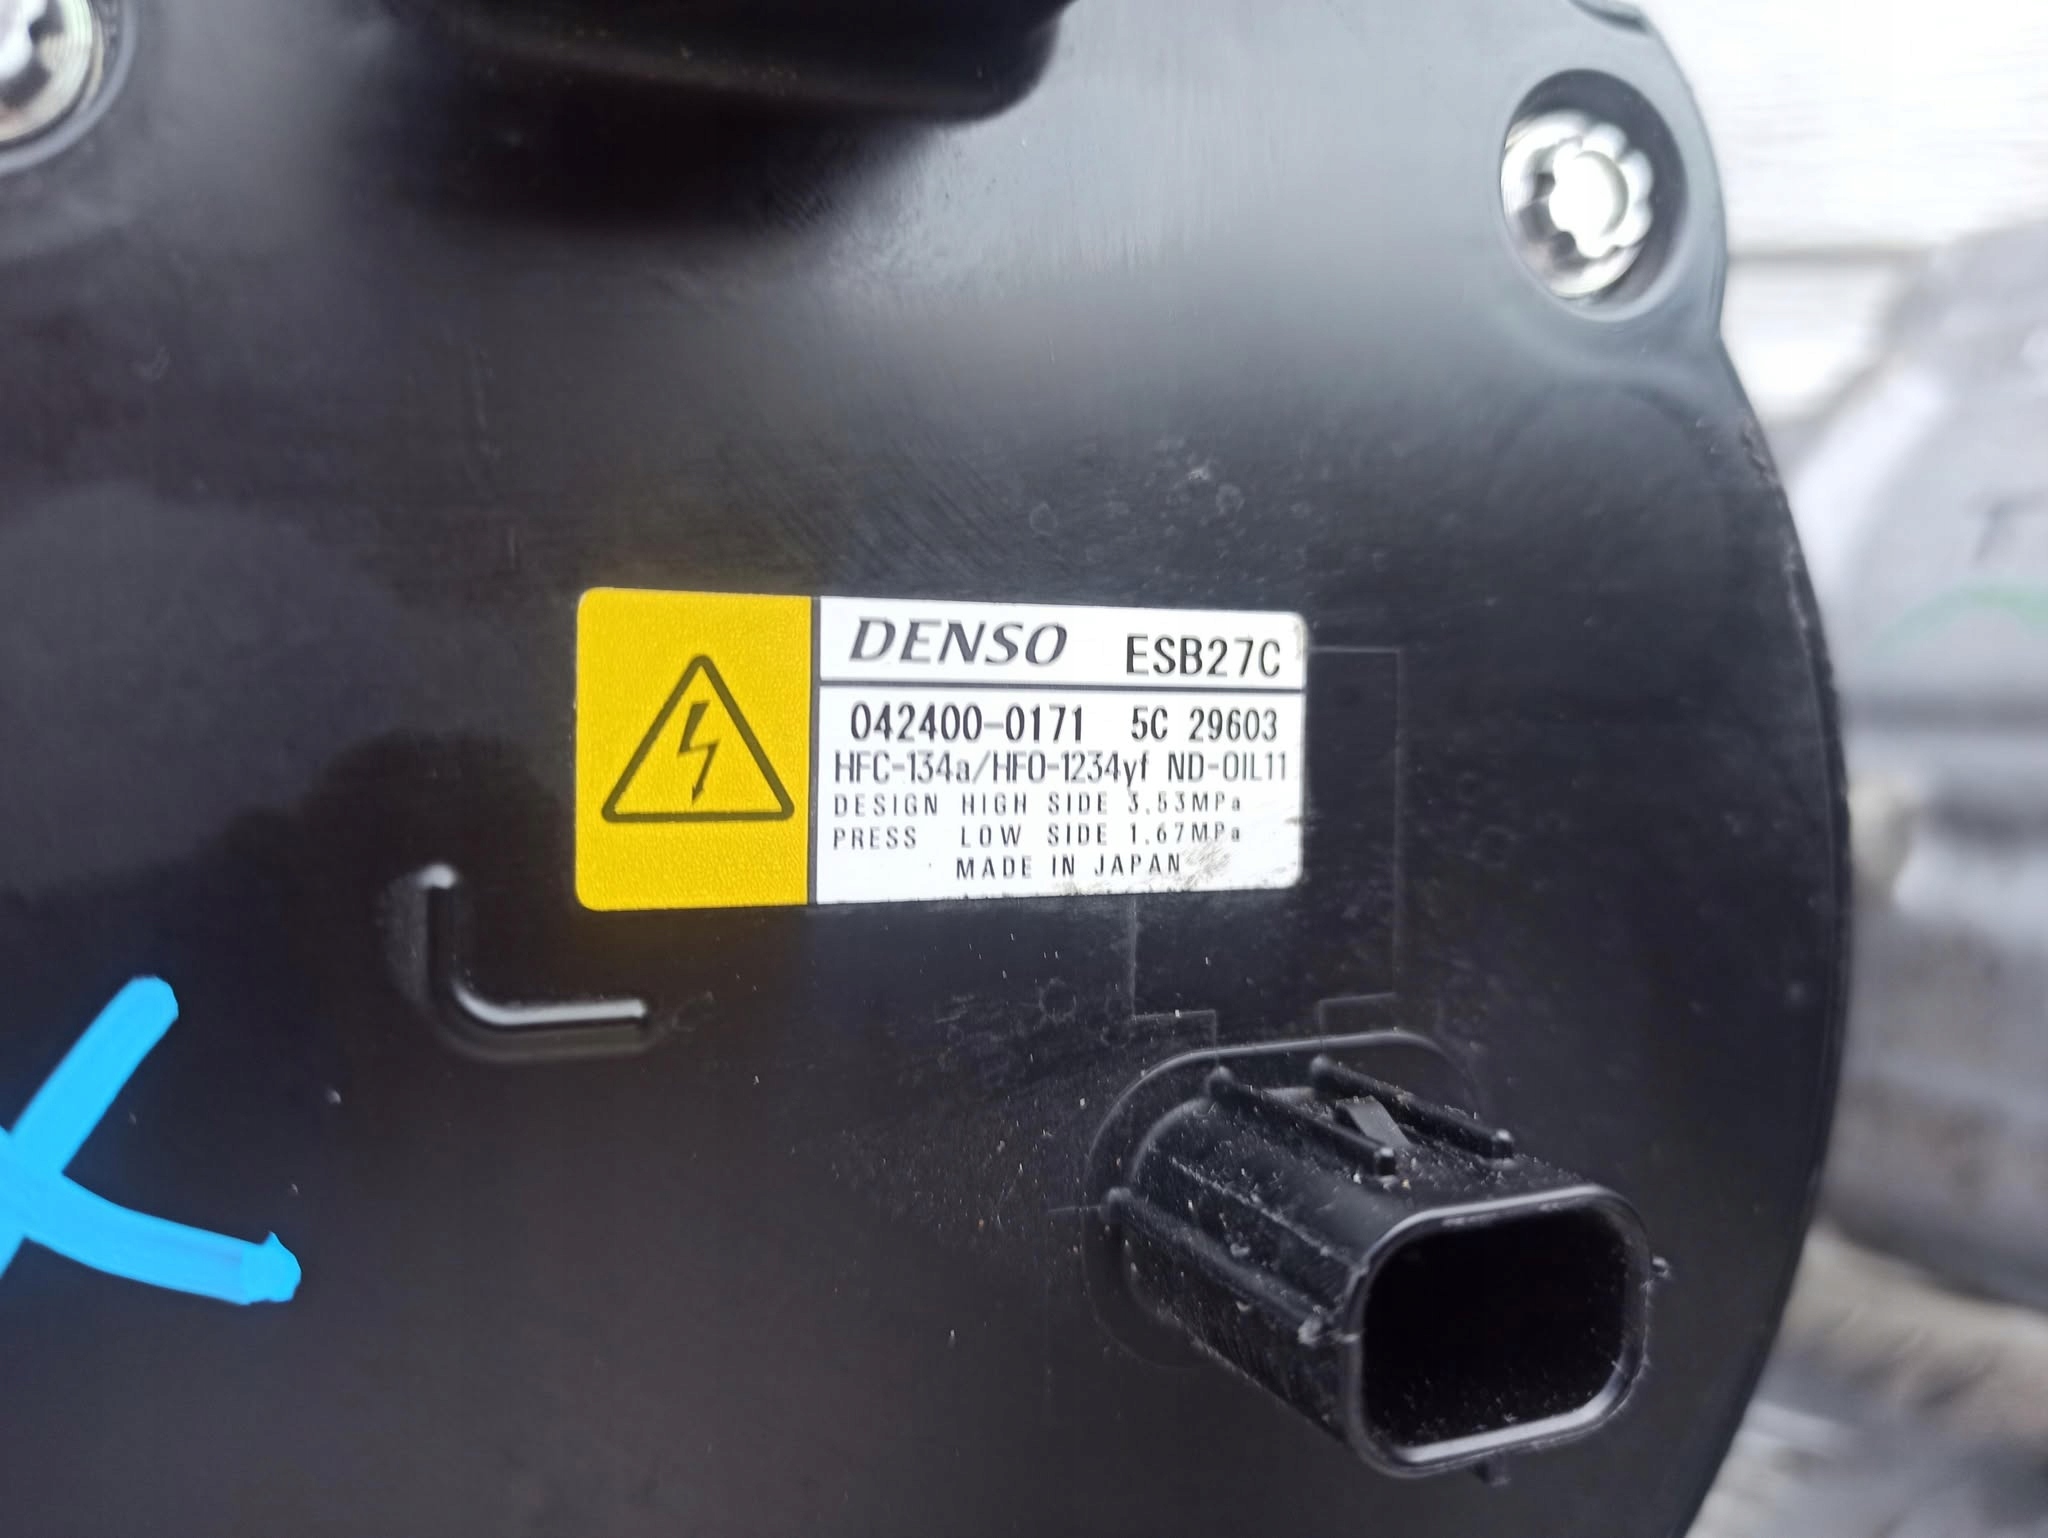 DENSO ESB27C
042400-0171 5C 29603
HFC-134a/HFO-1234yf ND-OIL11
DESIGN HIGH SIDE 3.53MPa
PRESS LOW SIDE 1.67MPa
MADE IN JAPAN